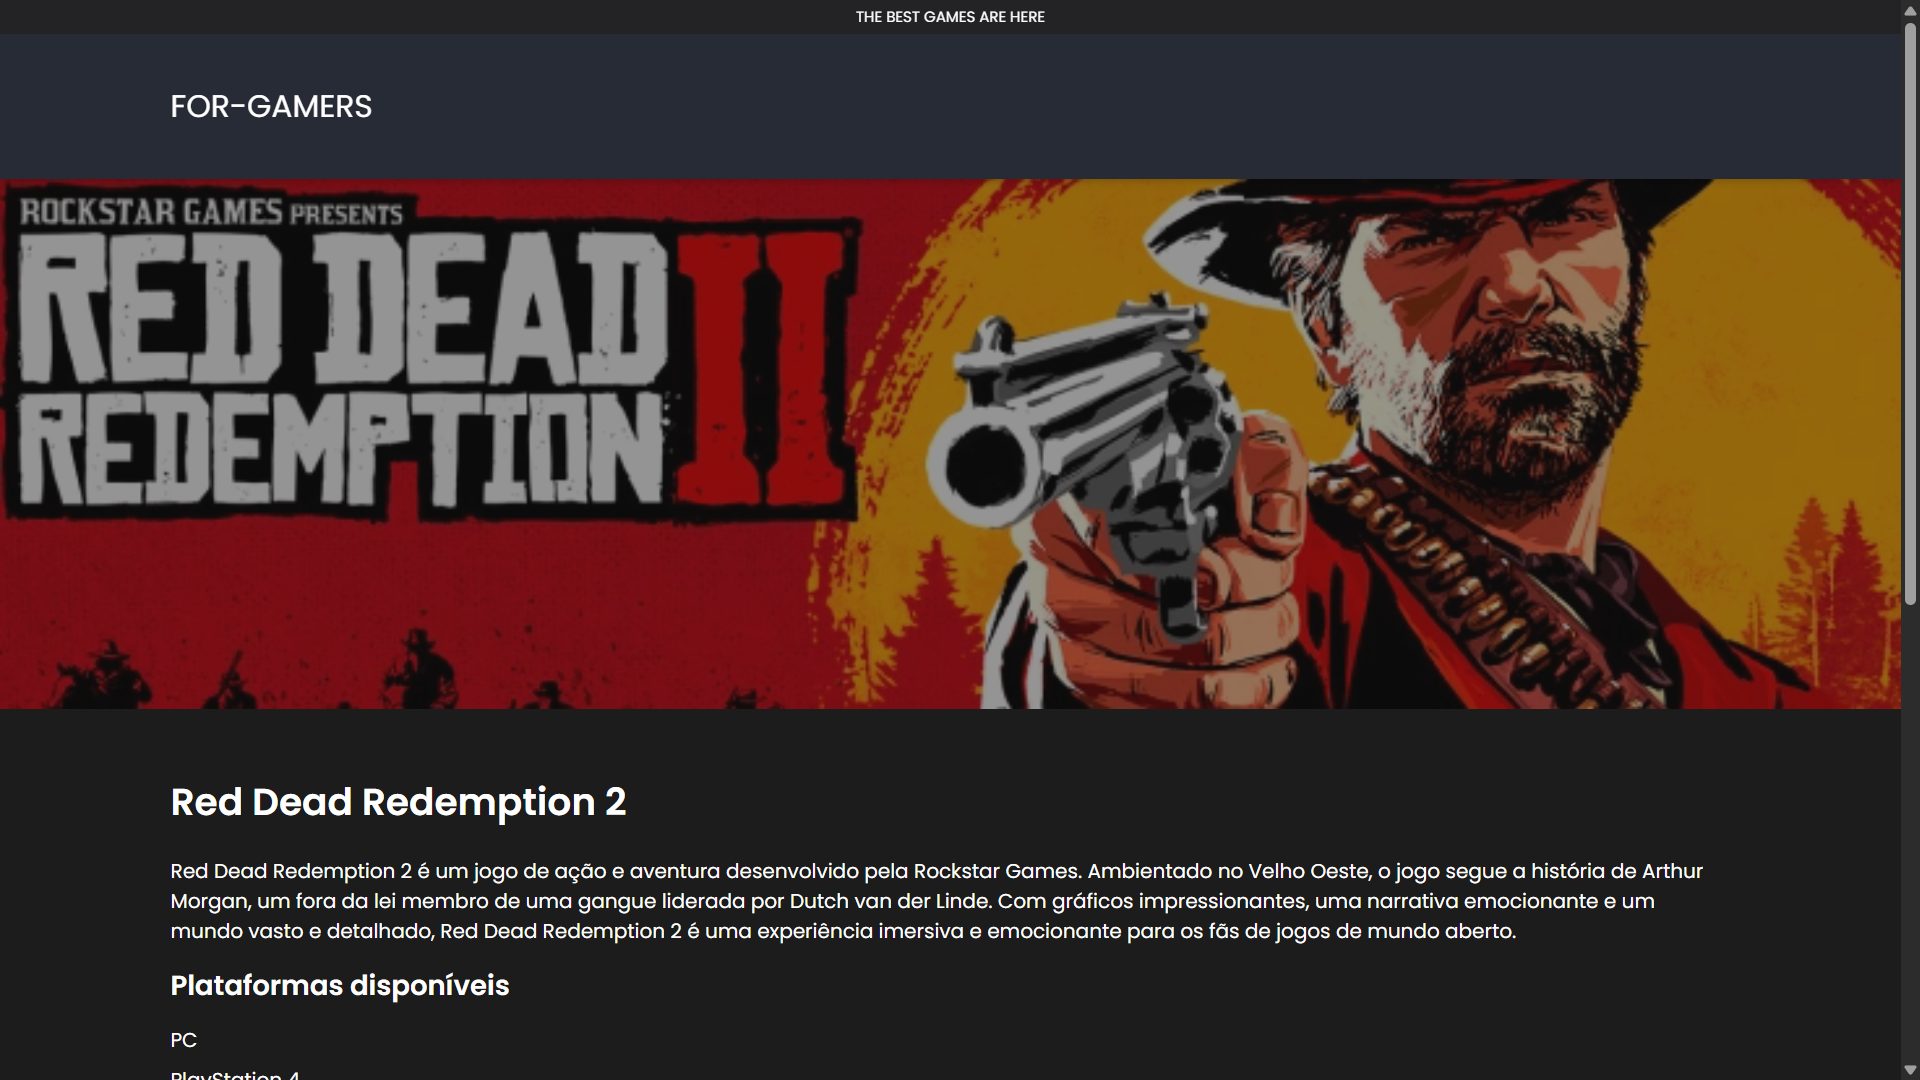 THE BEST GAMES ARE HERE
FOR-GAMERS
ROCKSTAR GAMES PRESENTS
RED DEAD
REDEMPTION II
Red Dead Redemption 2
Red Dead Redemption 2 é um jogo de ação e aventura desenvolvido pela Rockstar Games. Ambientado no Velho Oeste, o jogo segue a história de Arthur
Morgan, um fora da lei membro de uma gangue liderada por Dutch van der Linde. Com gráficos impressionantes, uma narrativa emocionante e um
mundo vasto e detalhado, Red Dead Redemption 2 é uma experiência imersiva e emocionante para os fãs de jogos de mundo aberto.
Plataformas disponíveis
PC
PlayStation 4